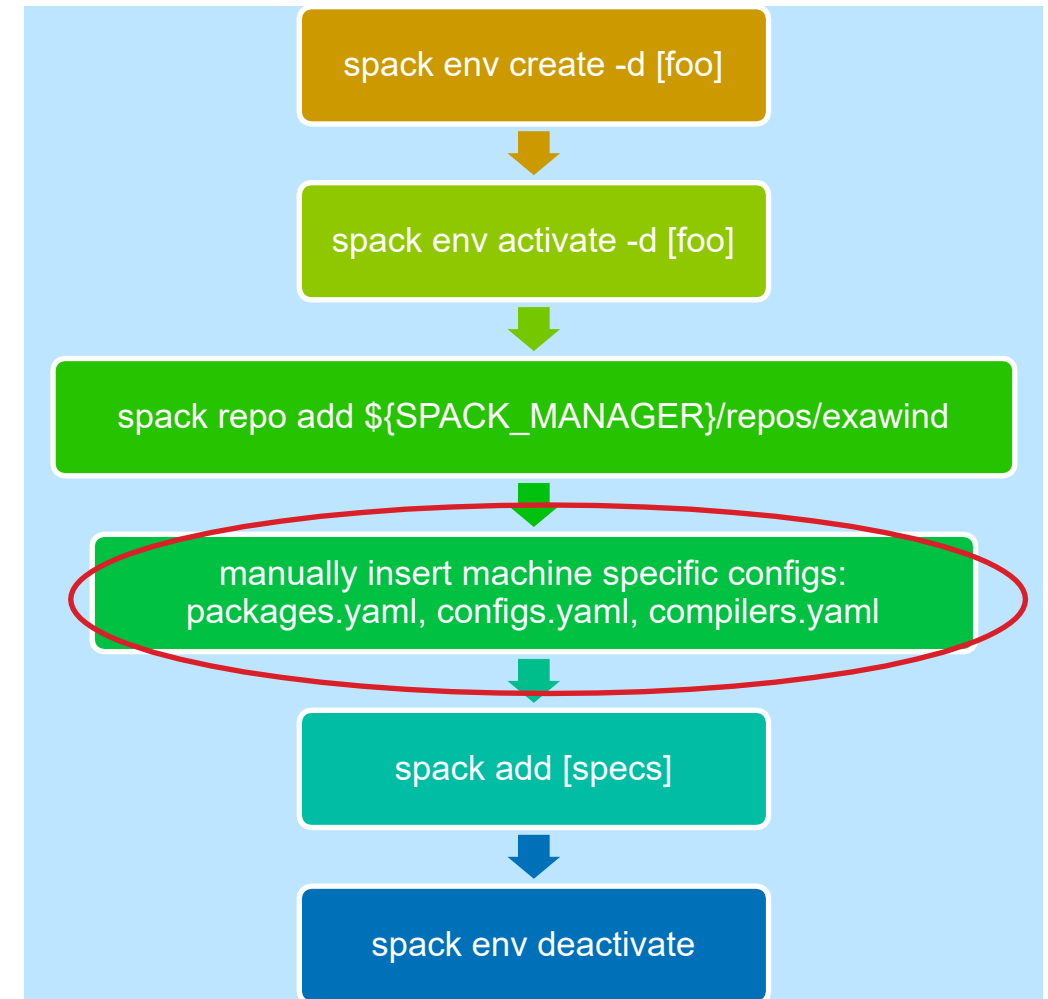 spack env create -d [foo]
spack env activate -d [foo]
spack repo add ${SPACK_MANAGER}/repos/exawind
manually insert machine specific configs:
packages.yaml, configs.yaml, compilers.yaml
spack add [specs]
spack env deactivate